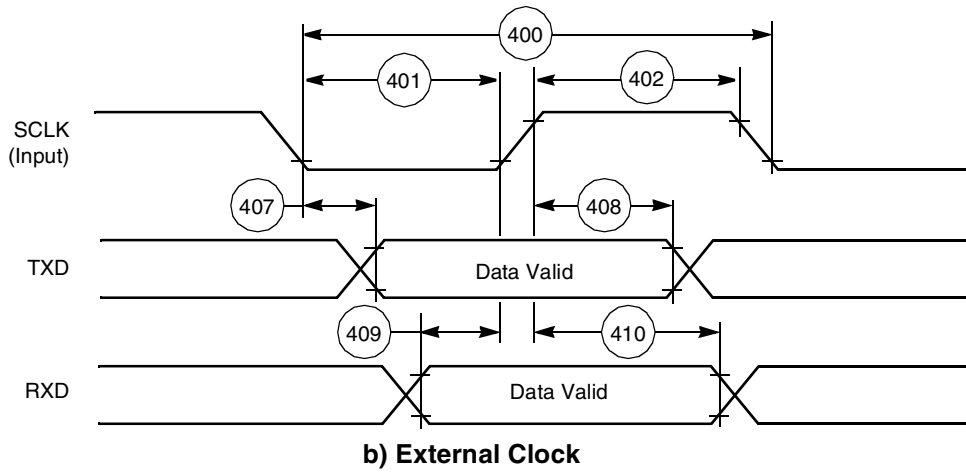 400
401
402
SCLK
(Input)
407
408
TXD
Data Valid
409
410
RXD
Data Valid
b) External Clock